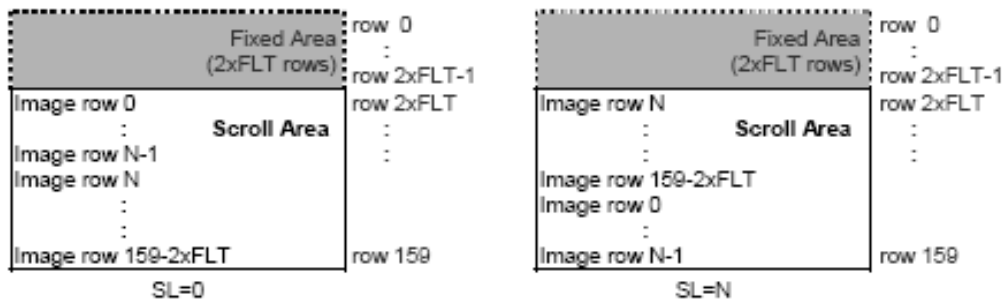 Fixed Area
(2xFLT rows)
row 0
:
row 2xFLT-1
Image row 0
row 2xFLT
:
Scroll Area
:
Image row N-1
:
Image row N
:
:
Image row 159-2xFLT
row 159
SL=0
Fixed Area
(2xFLT rows)
row 0
:
row 2xFLT-1
Image row N
row 2xFLT
:
Scroll Area
:
:
:
Image row 159-2xFLT
Image row 0
:
Image row N-1
row 159
SL=N